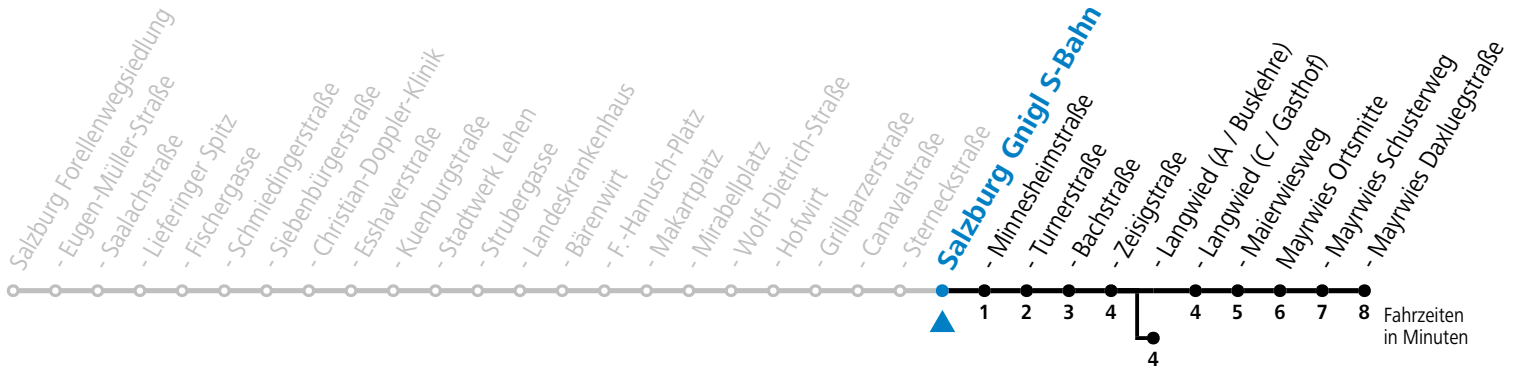 Salzburg Forellenwegsiedlung
- Eugen-Müller-Straße
- Saalachstraße
- Lieferinger Spitz
- Fischergasse
- Schmiedingerstraße
- Siebenbürgerstraße
- Christian-Doppler-Klinik
- Esshaverstraße
- Kuenburgstraße
- Stadtwerk Lehen
- Strubergasse
- Landeskrankenhaus
- Bärenwirt
- F.-Hanusch-Platz
- Makartplatz
- Mirabellplatz
- Wolf-Dietrich-Straße
- Hofwirt
- Grillparzerstraße
- Canavalstraße
- Sterneckstraße
Salzburg Gnigl S-Bahn
- Minnesheimstraße
- Turnerstraße
- Bachstraße
- Zeisigstraße
- Langwied (A / Buskehre)
- Langwied (C / Gasthof)
- Maierwiesweg
Mayrwies Ortsmitte
- Mayrwies Schusterweg
- Mayrwies Daxluegstraße
1 2 3 4 4 5 6 7 8
Fahrzeiten
in Minuten
4